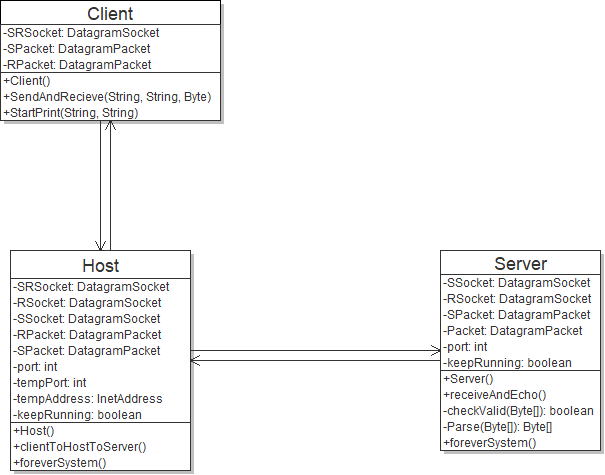 Client
-SRSocket: DatagramSocket
-SPacket: DatagramPacket
-RPacket: DatagramPacket
+Client()
+SendAndRecieve(String, String, Byte)
+StartPrint(String, String)
Host
-SRSocket: DatagramSocket
-RSocket: DatagramSocket
-SSocket: DatagramSocket
-RPacket: DatagramPacket
-SPacket: DatagramPacket
-port: int
-tempPort: int
-tempAddress: InetAddress
-keepRunning: boolean
+Host()
+clientToHostToServer()
+foreverSystem()
Server
-SSocket: DatagramSocket
-RSocket: DatagramSocket
-SPacket: DatagramPacket
-Packet: DatagramPacket
-port: int
-keepRunning: boolean
+Server()
+receiveAndEcho()
-checkValid(Byte[]): boolean
-Parse(Byte[]): Byte[]
+foreverSystem()